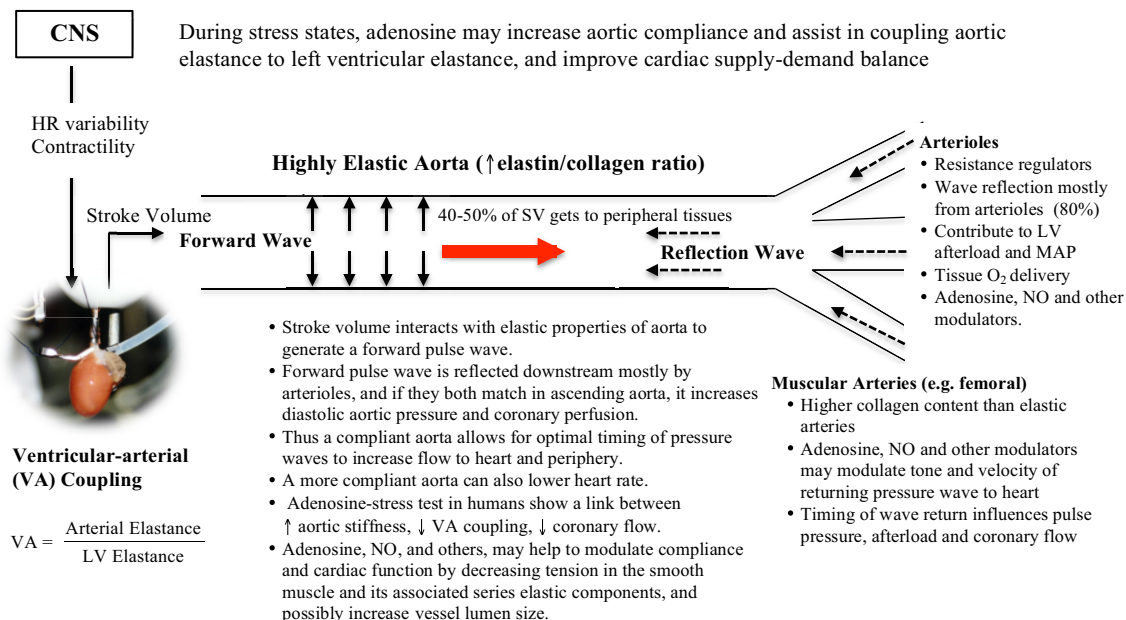 CNS
During stress states, adenosine may increase aortic compliance and assist in coupling aortic
elastance to left ventricular elastance, and improve cardiac supply-demand balance
HR variability
Contractility
Stroke Volume
Highly Elastic Aorta (↑elastin/collagen ratio)
40-50% of SV gets to peripheral tissues
Forward Wave
Reflection Wave
Arterioles
• Resistance regulators
• Wave reflection mostly
from arterioles (80%)
• Contribute to LV
afterload and MAP
• Tissue O₂ delivery
• Adenosine, NO and other
modulators.
Ventricular-arterial
(VA) Coupling
VA = Arterial Elastance
LV Elastance
• Stroke volume interacts with elastic properties of aorta to
generate a forward pulse wave.
• Forward pulse wave is reflected downstream mostly by
arterioles, and if they both match in ascending aorta, it increases
diastolic aortic pressure and coronary perfusion.
• Thus a compliant aorta allows for optimal timing of pressure
waves to increase flow to heart and periphery.
• A more compliant aorta can also lower heart rate.
• Adenosine-stress test in humans show a link between
↑ aortic stiffness, ↓ VA coupling, ↓ coronary flow.
• Adenosine, NO, and others, may help to modulate compliance
and cardiac function by decreasing tension in the smooth
muscle and its associated series elastic components, and
possibly increase vessel lumen size.
Muscular Arteries (e.g. femoral)
• Higher collagen content than elastic
arteries
• Adenosine, NO and other modulators
may modulate tone and velocity of
returning pressure wave to heart
• Timing of wave return influences pulse
pressure, afterload and coronary flow